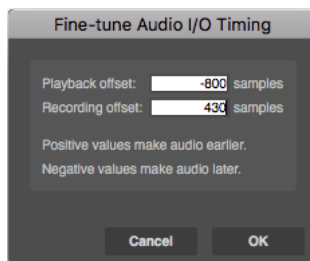 Fine-tune Audio I/O Timing
Playback offset: -800 samples
Recording offset: 430 samples
Positive values make audio earlier.
Negative values make audio later.
Cancel OK